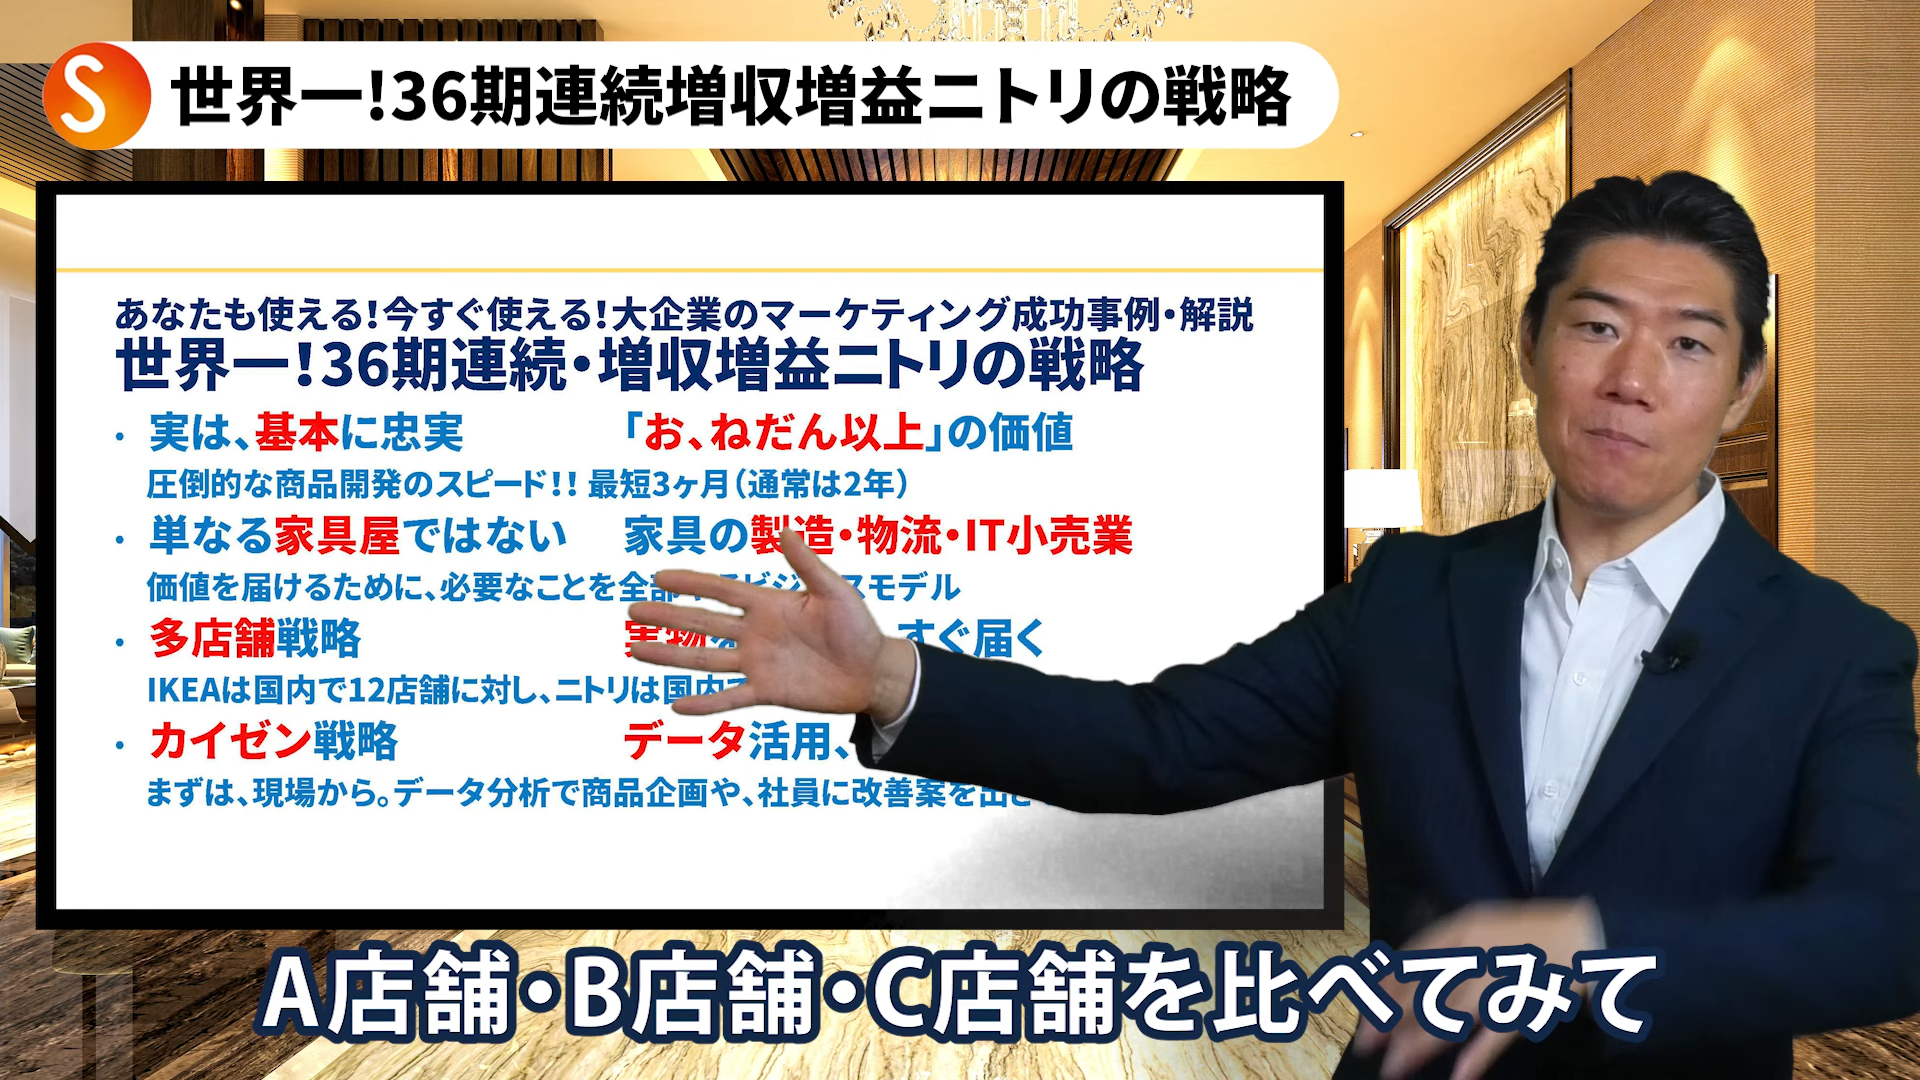 S
世界一！36期連続増収増益ニトリの戦略
あなたも使える！今すぐ使える！大企業のマーケティング成功事例・解説
世界一！36期連続・増収増益ニトリの戦略
• 実は、基本に忠実 「お、ねだん以上」の価値
圧倒的な商品開発のスピード！！ 最短3ヶ月（通常は2年）
• 単なる家具屋ではない 家具の製造・物流・IT小売業
価値を届けるために、必要なことを全部 ビジ スモデル
• 多店舗戦略 実物 すぐ届く
IKEAは国内で12店舗に対し、ニトリは国内
• カイゼン戦略 データ活用、
まずは、現場から。データ分析で商品企画や、社員に改善案を出
A店舗・B店舗・C店舗を比べてみて